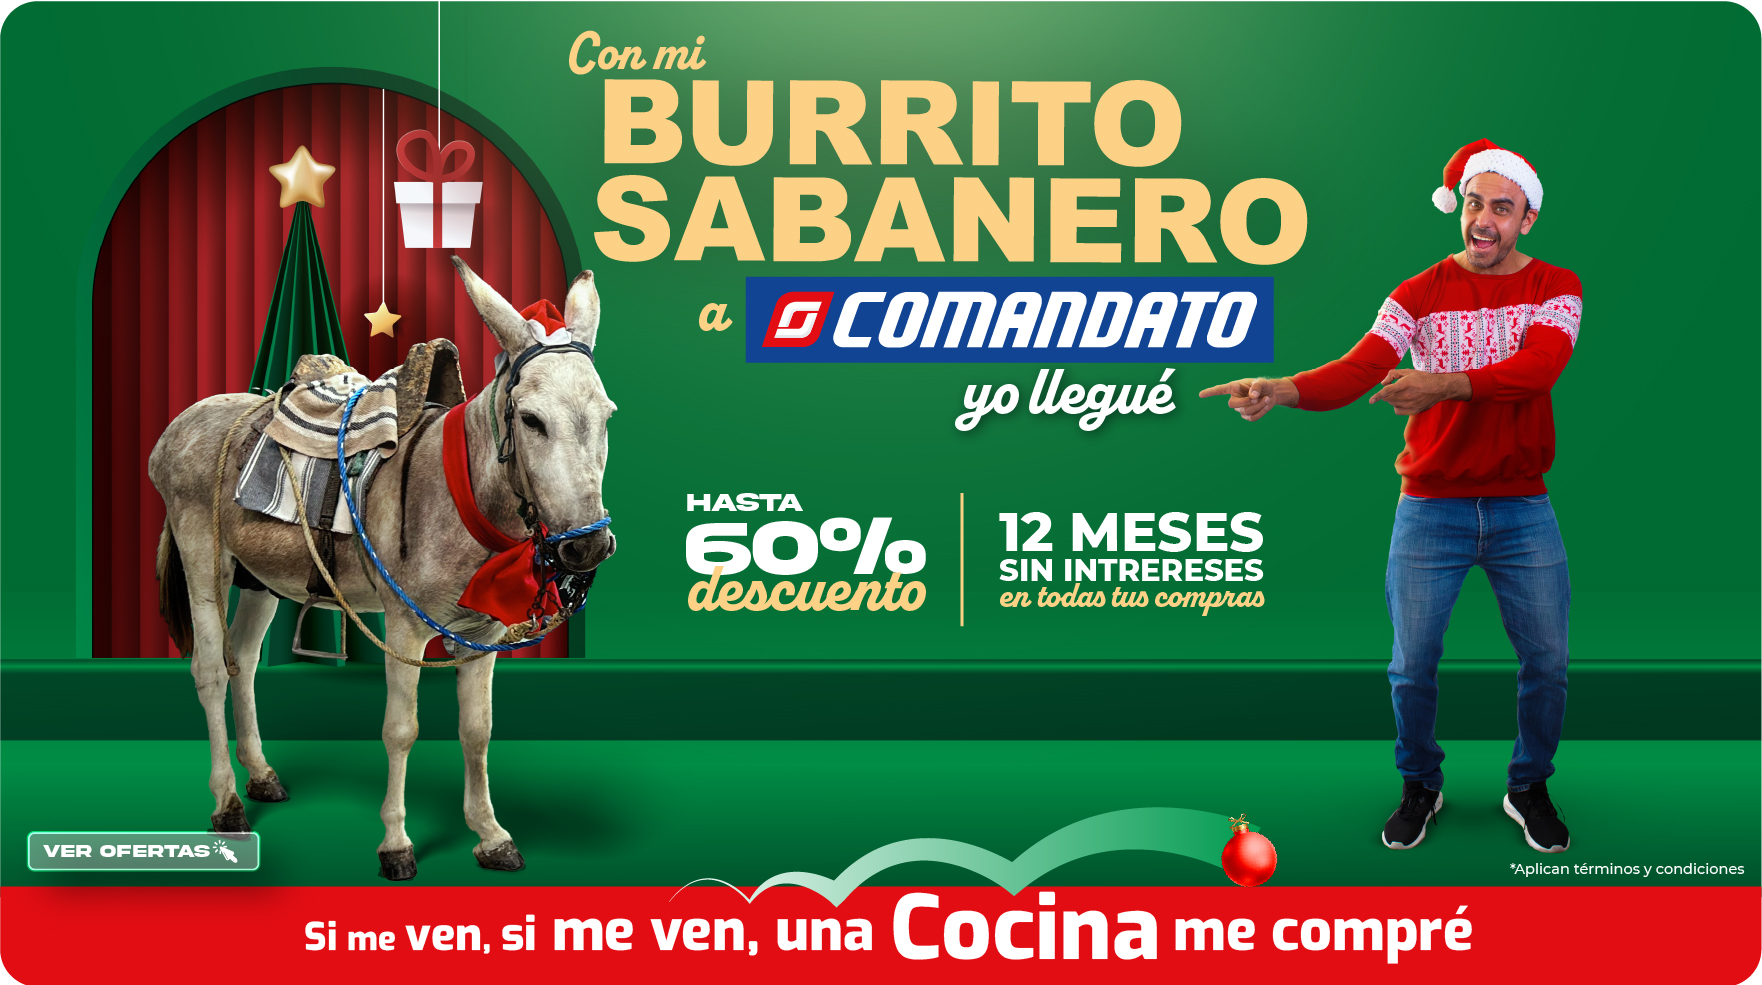 Con mi
BURRITO
SABANERO
a COMANDATO
yo llegué
HASTA
60%
descuento
12 MESES
SIN INTRERESES
en todas tus compras
VER OFERTAS
*Aplican términos y condiciones
Si me ven, si me ven, una Cocina me compré